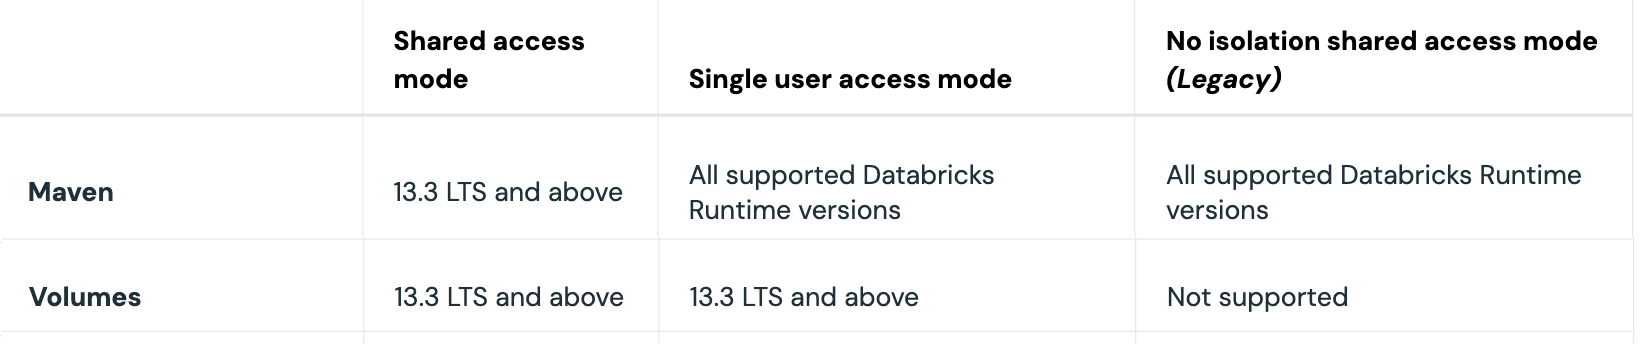 Shared access
mode
Single user access mode
No isolation shared access mode
(Legacy)
Maven
13.3 LTS and above
All supported Databricks
Runtime versions
All supported Databricks Runtime
versions
Volumes
13.3 LTS and above
13.3 LTS and above
Not supported